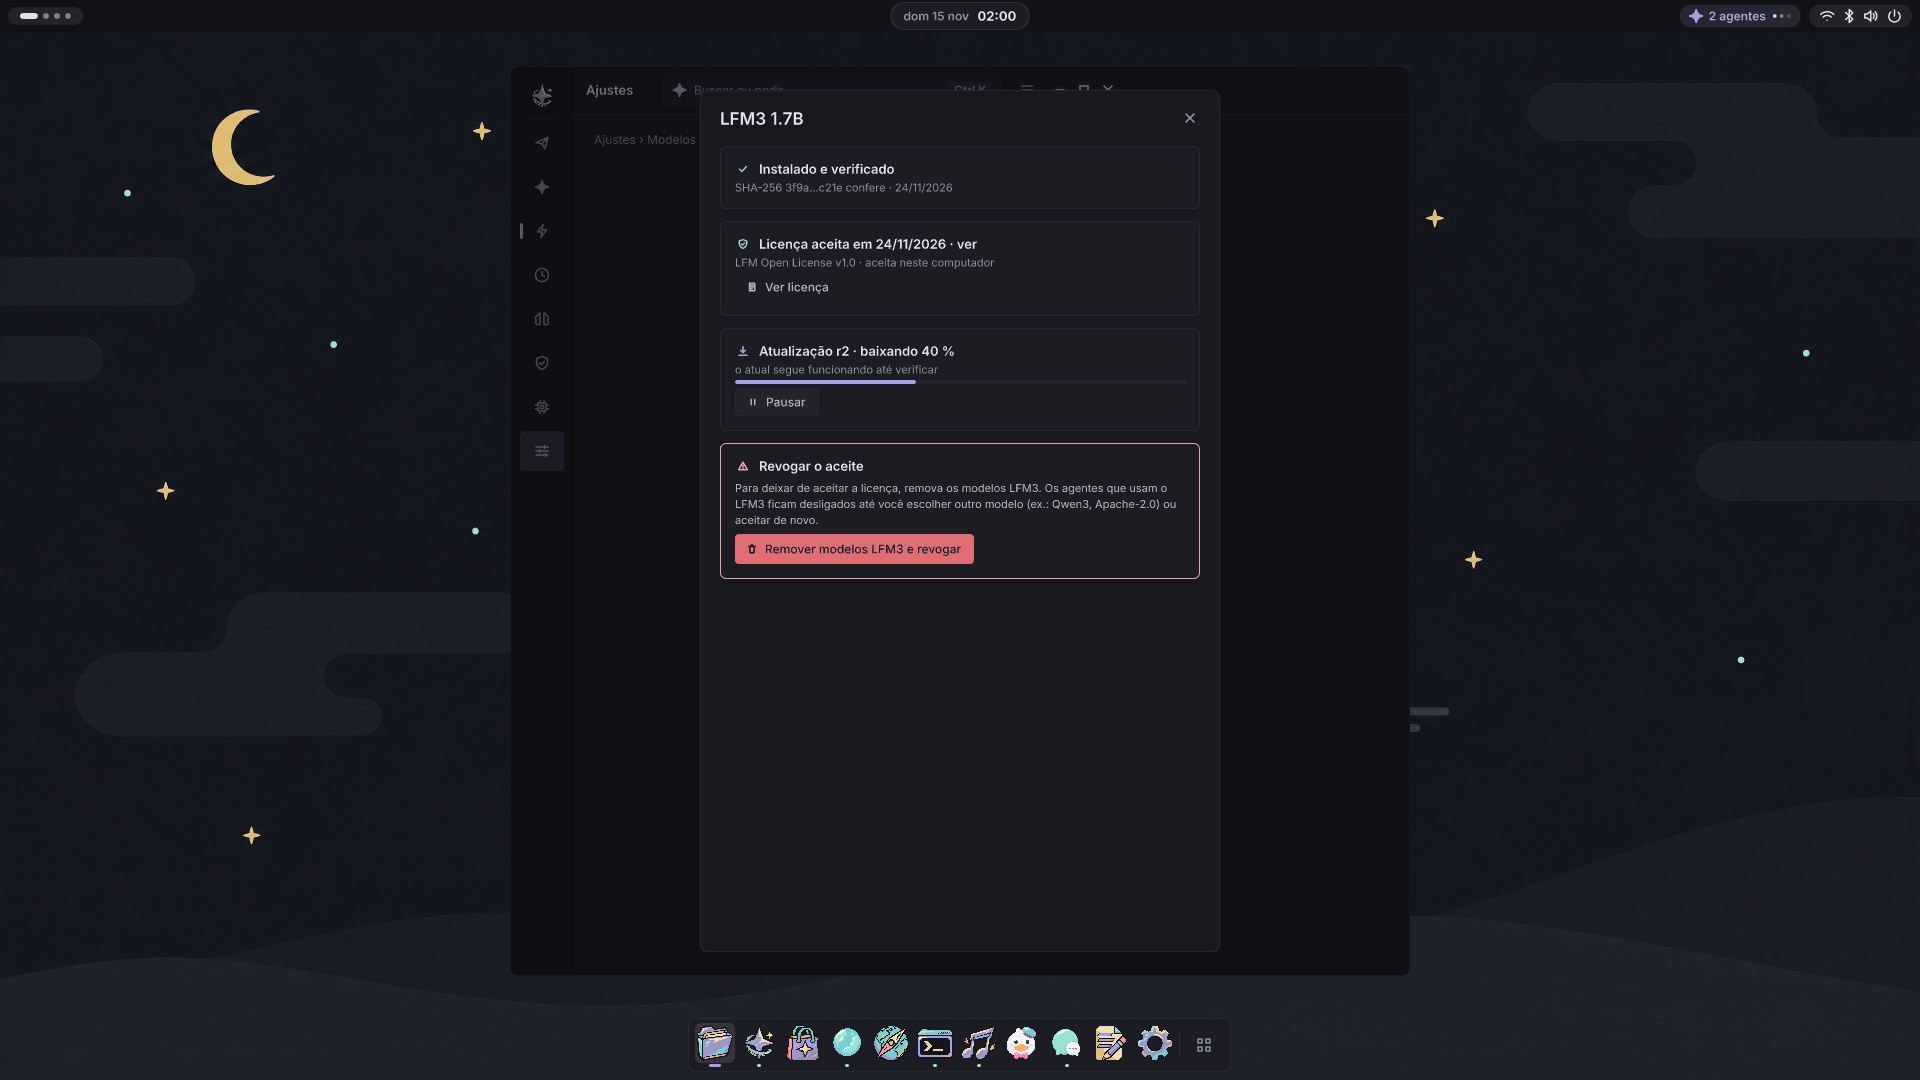 dom 15 nov 02:00
2 agentes
Ajustes
Buscar ou pedir
Ctrl K
Ajustes › Modelos
LFM3 1.7B
Instalado e verificado
SHA-256 3f9a...c21e confere · 24/11/2026
Licença aceita em 24/11/2026 · ver
LFM Open License v1.0 · aceita neste computador
Ver licença
Atualização r2 · baixando 40 %
o atual segue funcionando até verificar
Pausar
Revogar o aceite
Para deixar de aceitar a licença, remova os modelos LFM3. Os agentes que usam o
LFM3 ficam desligados até você escolher outro modelo (ex.: Qwen3, Apache-2.0) ou
aceitar de novo.
Remover modelos LFM3 e revogar